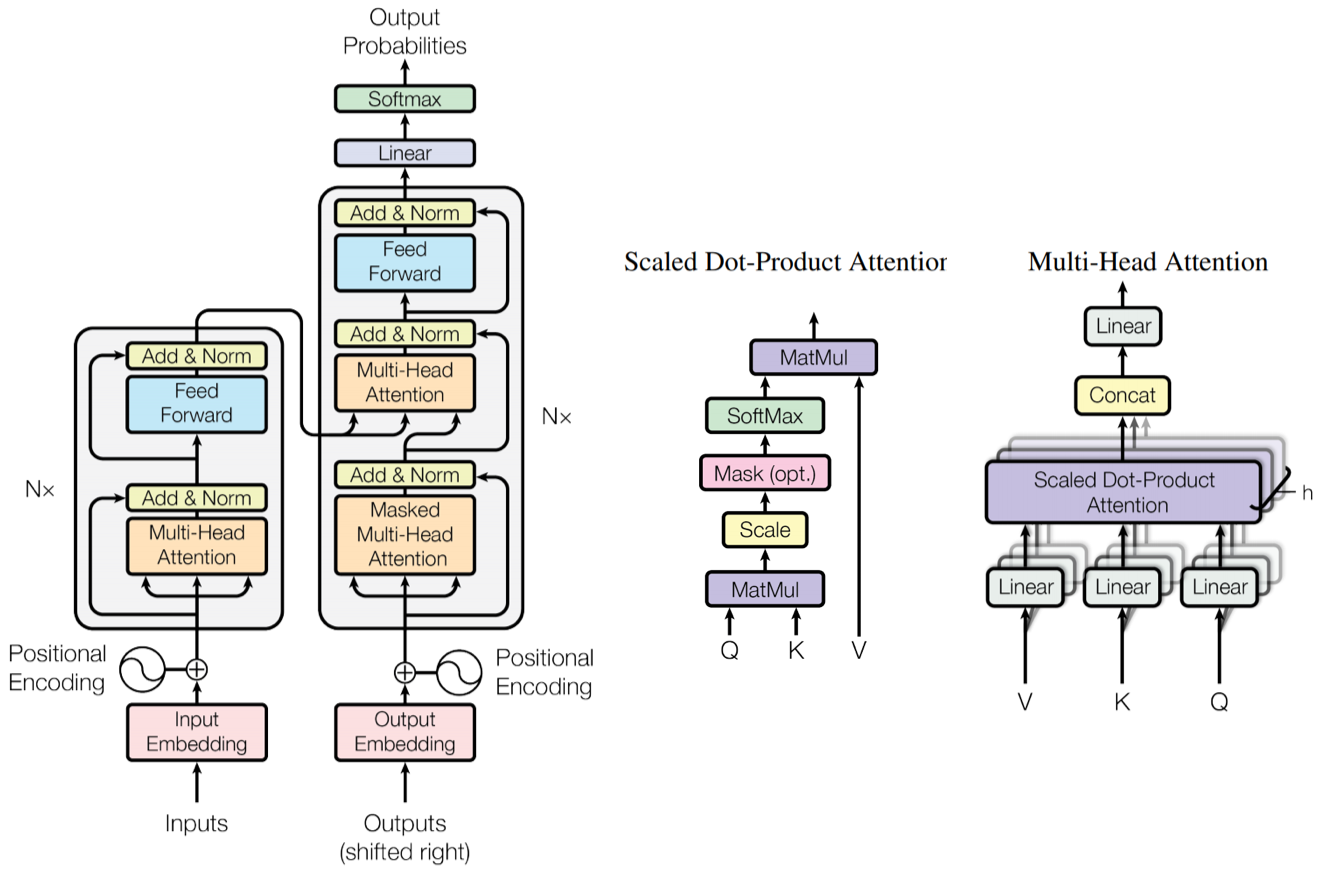 Output
Probabilities
Softmax
Linear
Add & Norm
Feed
Forward
Add & Norm
Multi-Head
Attention
Add & Norm
Masked
Multi-Head
Attention
Nx
Positional
Encoding
Output
Embedding
Outputs
(shifted right)
Add & Norm
Feed
Forward
Add & Norm
Multi-Head
Attention
N×
Positional
Encoding
Input
Embedding
Inputs
Scaled Dot-Product Attention
MatMul
SoftMax
Mask (opt.)
Scale
MatMul
Q K V
Multi-Head Attention
Linear
Concat
Scaled Dot-Product
Attention
h
Linear Linear Linear
V K Q